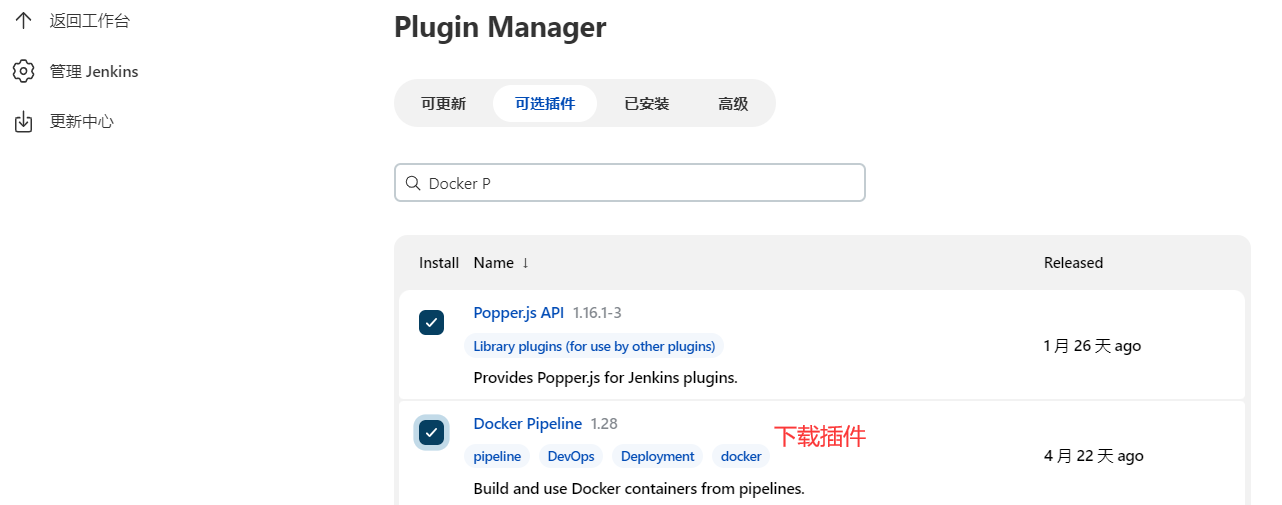 返回工作台
管理 Jenkins
更新中心
Plugin Manager
可更新 可选插件 已安装 高级
Docker P
Install Name ↓ Released
Popper.js API 1.16.1-3
Library plugins (for use by other plugins)
1 月 26 天 ago
Provides Popper.js for Jenkins plugins.
Docker Pipeline 1.28
下载插件
pipeline DevOps Deployment docker
4 月 22 天 ago
Build and use Docker containers from pipelines.